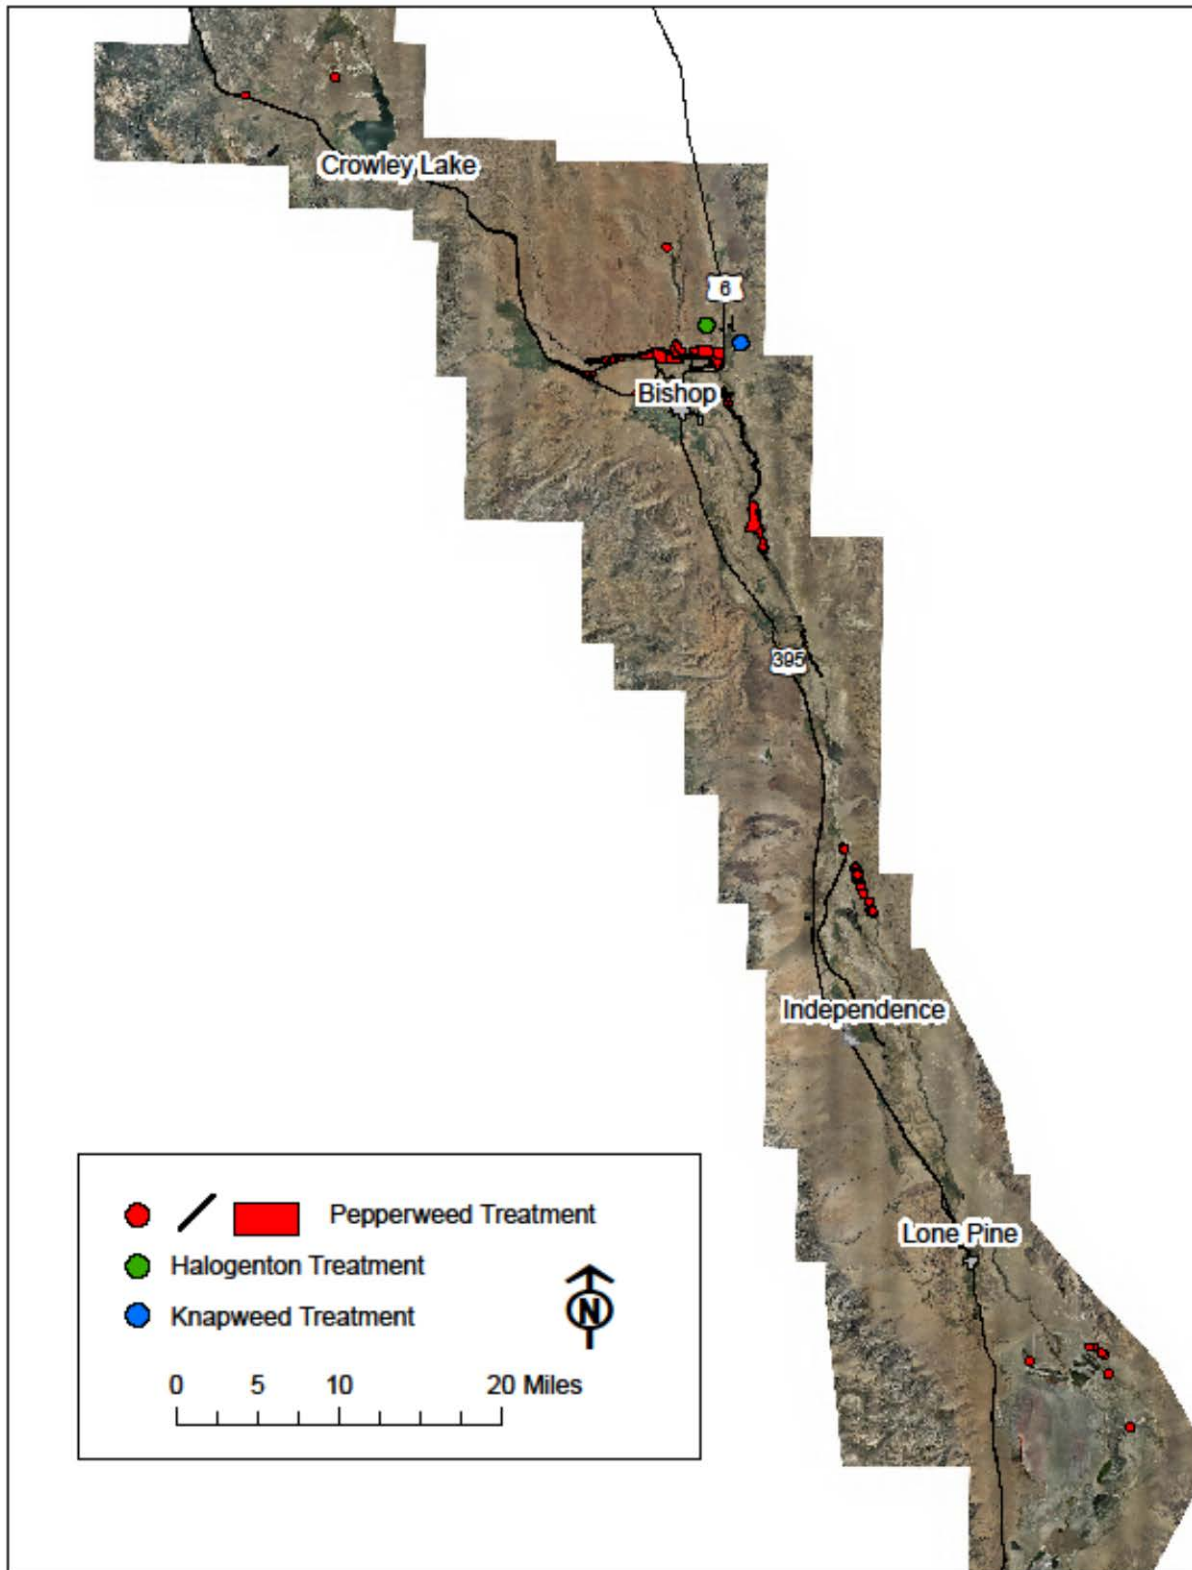 Crowley Lake
6
Bishop
395
Independence
Lone Pine
Pepperweed Treatment
Halogenton Treatment
Knapweed Treatment
N
0 5 10 20 Miles